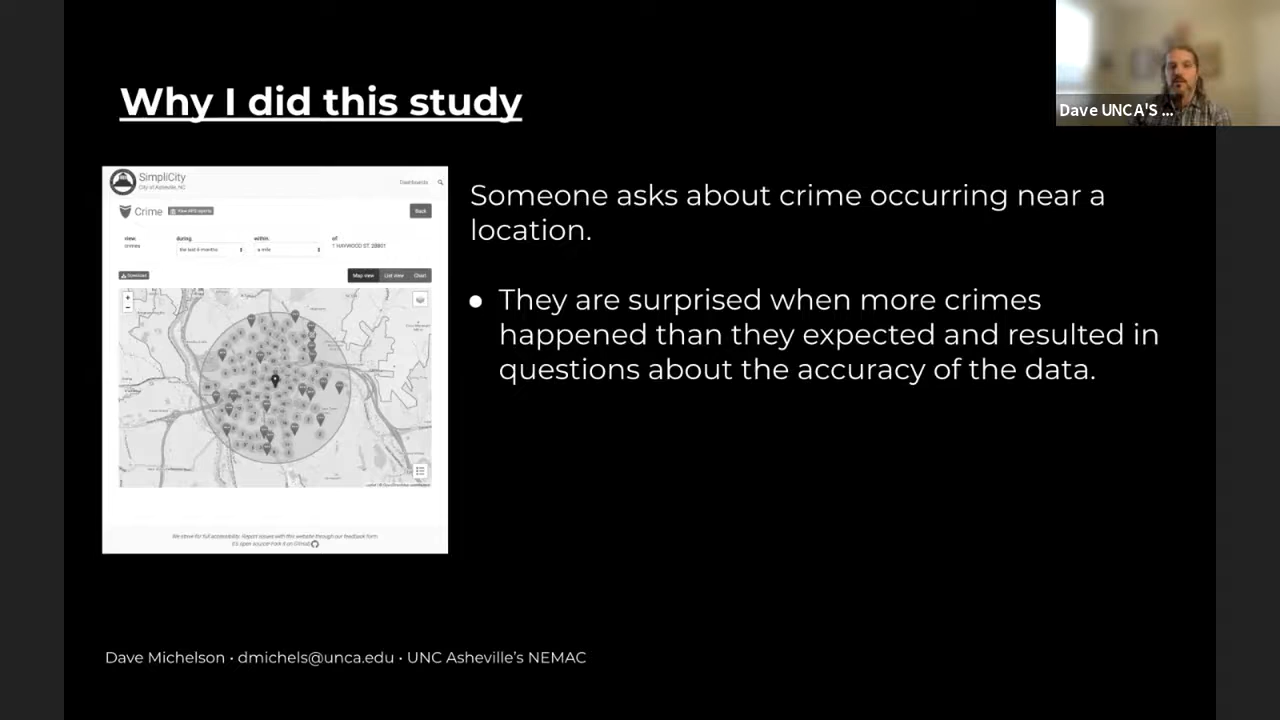 Why I did this study
Dave UNCA'S ...
SimpliCity
City of Asheville, NC
Dashboards
Crime
View APD reports
Back
view
during
within
of
crimes
the last 6 months
a mile
1 HAYWOOD ST, 28801
Download
Map view
List view
Chart
+
−
We strive for full accessibility. Report issues with this website through our feedback form.
It's open source! Fork it on GitHub
Someone asks about crime occurring near a
location.
● They are surprised when more crimes
happened than they expected and resulted in
questions about the accuracy of the data.
Dave Michelson • dmichels@unca.edu • UNC Asheville's NEMAC